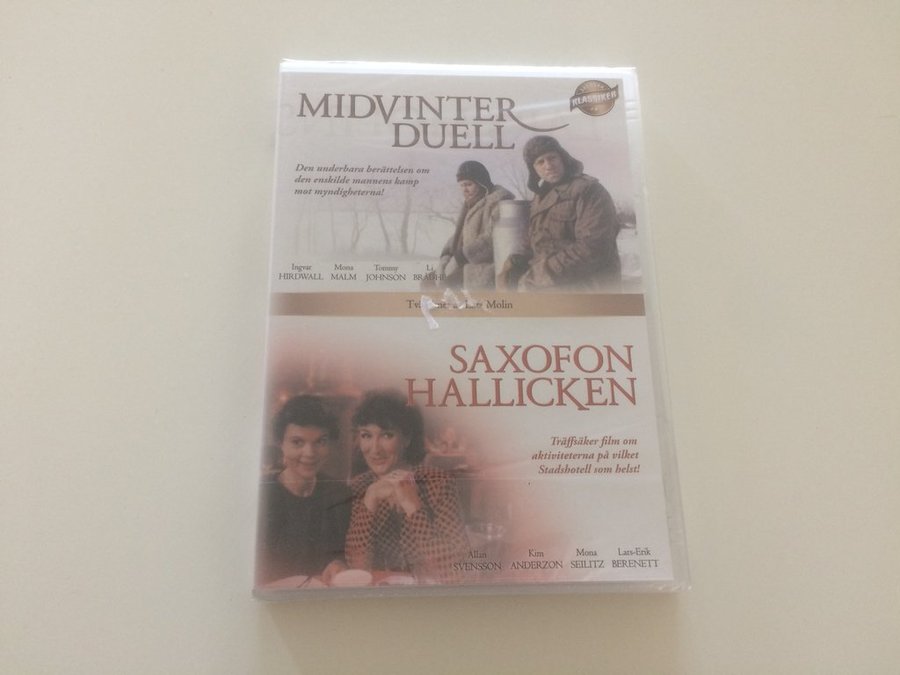 MIDVINTER
DUELL
KLASSIKER
Den underbara berättelsen om
den enskilde mannens kamp
mot myndigheterna!
Ingvar HIRDWALL
Mona MALM
Tommy JOHNSON
Li
Molin
SAXOFON
HALLICKEN
Träffsäker film om
aktiviteterna på vilket
Stadshotell som helst!
Allan SVENSSON
Kim ANDERZON
Mona SEILITZ
Lars-Erik BERENETT